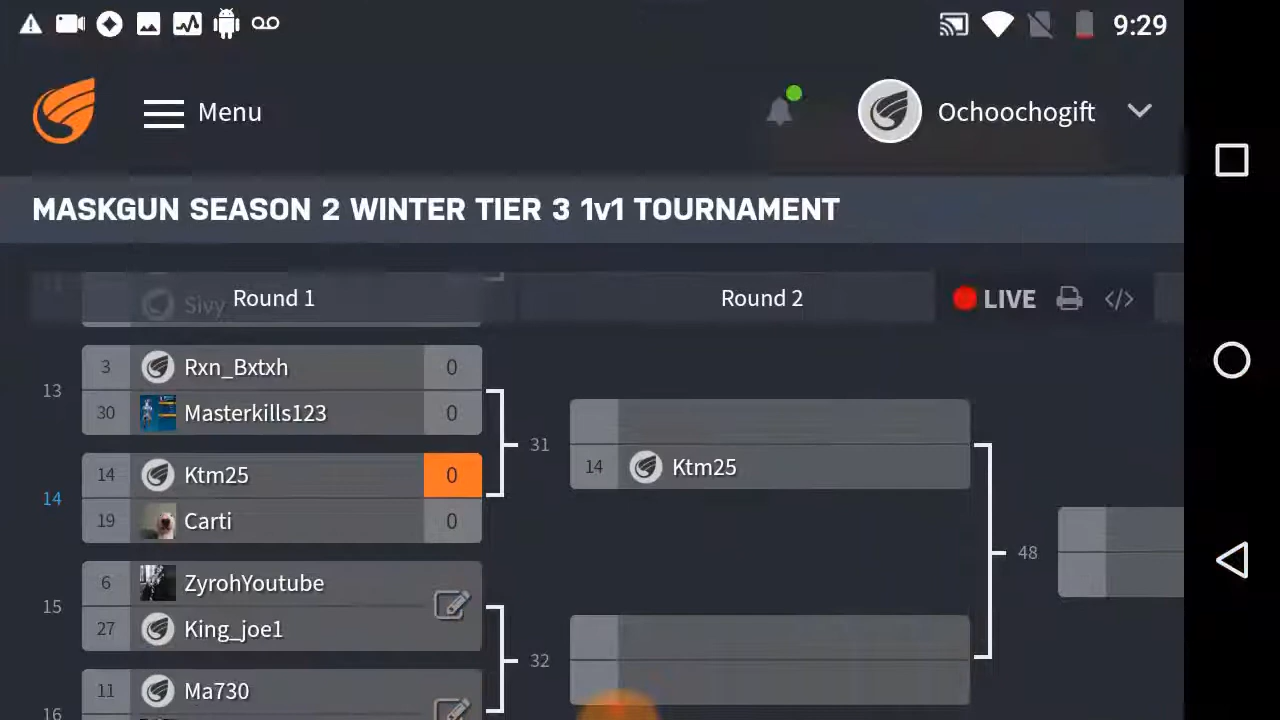 9:29
Menu
Ochoochogift
MASKGUN SEASON 2 WINTER TIER 3 1v1 TOURNAMENT
Round 1
Round 2
LIVE
</>
Sivy
13
3 Rxn_Bxtxh 0
30 Masterkills123 0
31
14 Ktm25
14
14 Ktm25 0
19 Carti 0
48
15
6 ZyrohYoutube
27 King_joe1
32
16
11 Ma730